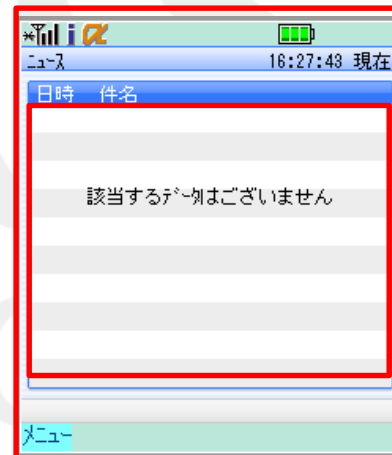 i α
ﾆｭｰｽ 16:27:43 現在
日時 件名
該当するﾃﾞｰﾀはございません
ﾒﾆｭｰ